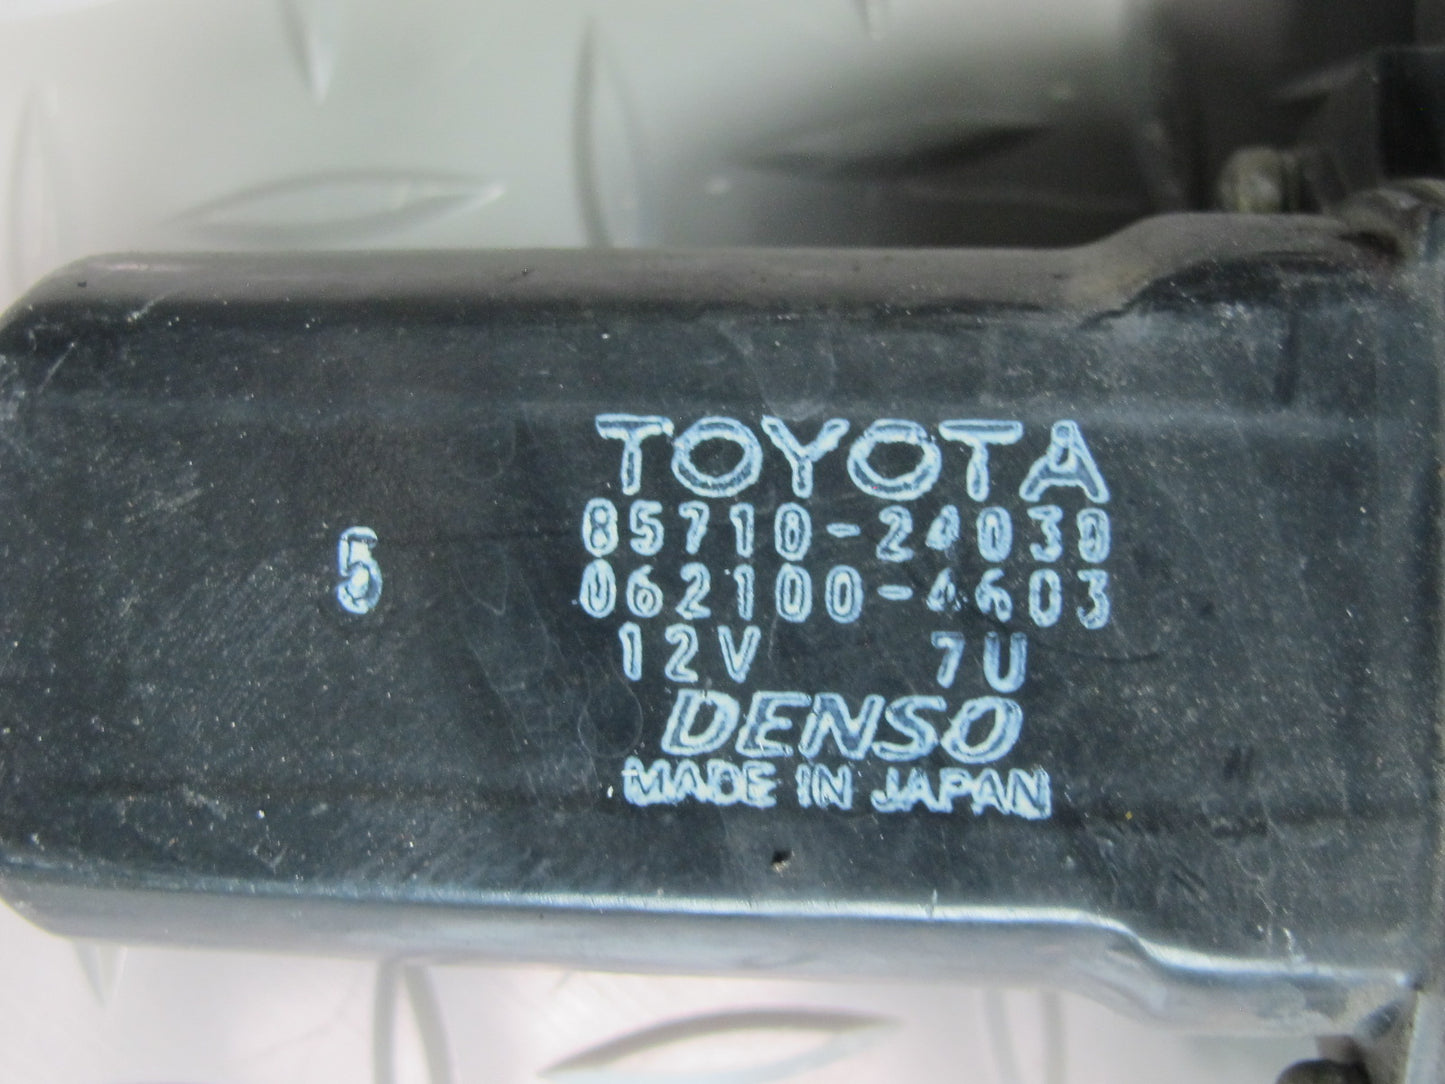 TOYOTA
85710-24030
062100-4603
12V 7U
DENSO
MADE IN JAPAN
5